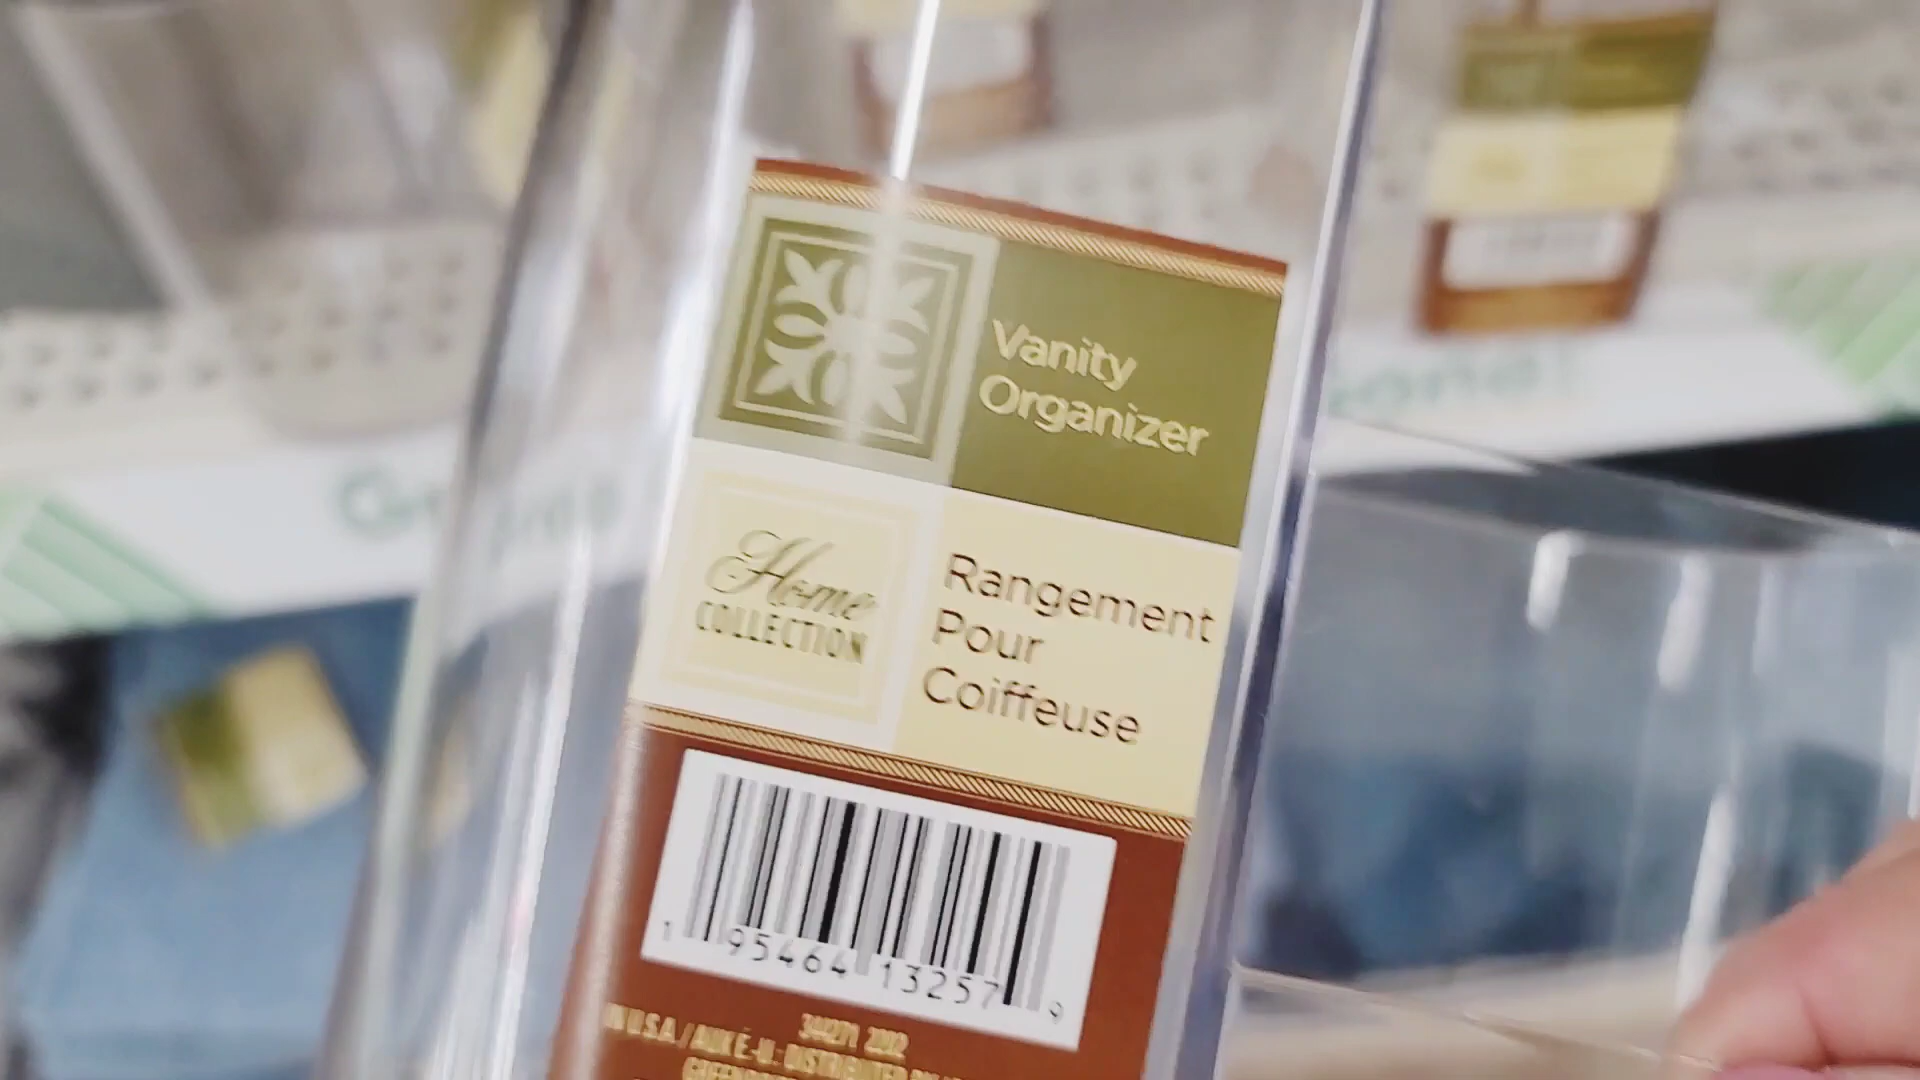 Vanity
Organizer
Home
COLLECTION
Rangement
Pour
Coiffeuse
1 95464 13257 9